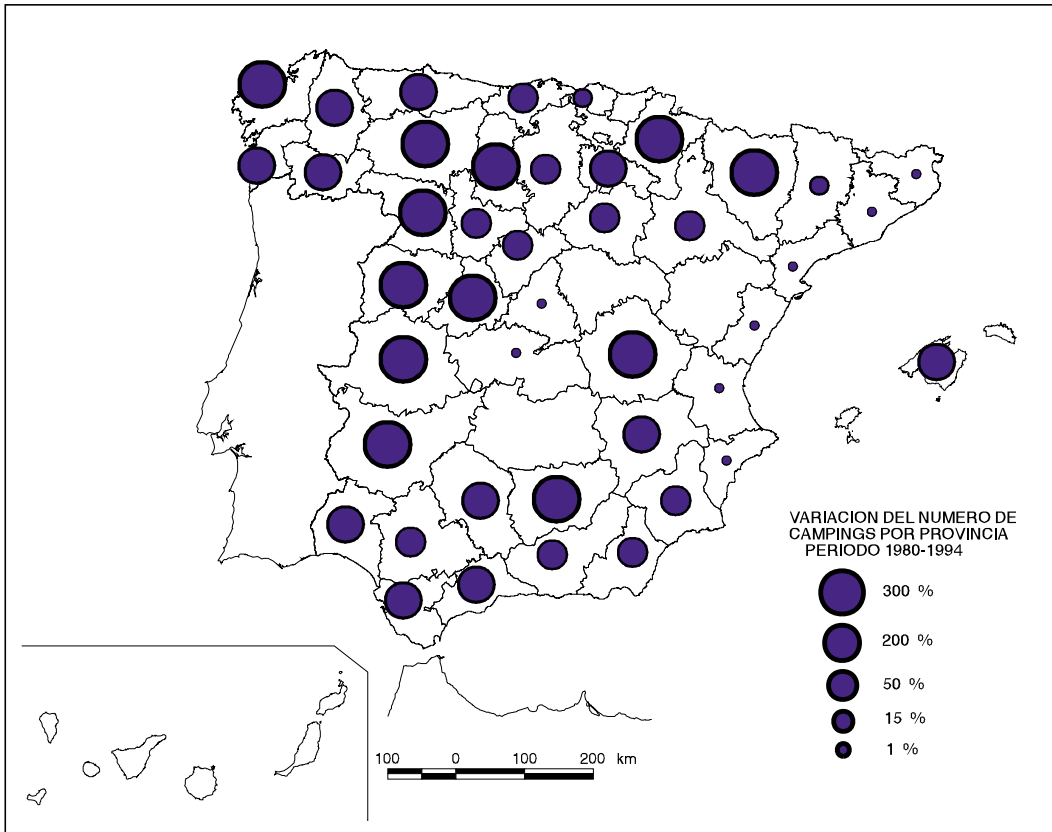 VARIACION DEL NUMERO DE
CAMPINGS POR PROVINCIA
PERIODO 1980-1994
300 %
200 %
50 %
15 %
1 %
100 0 100 200 km